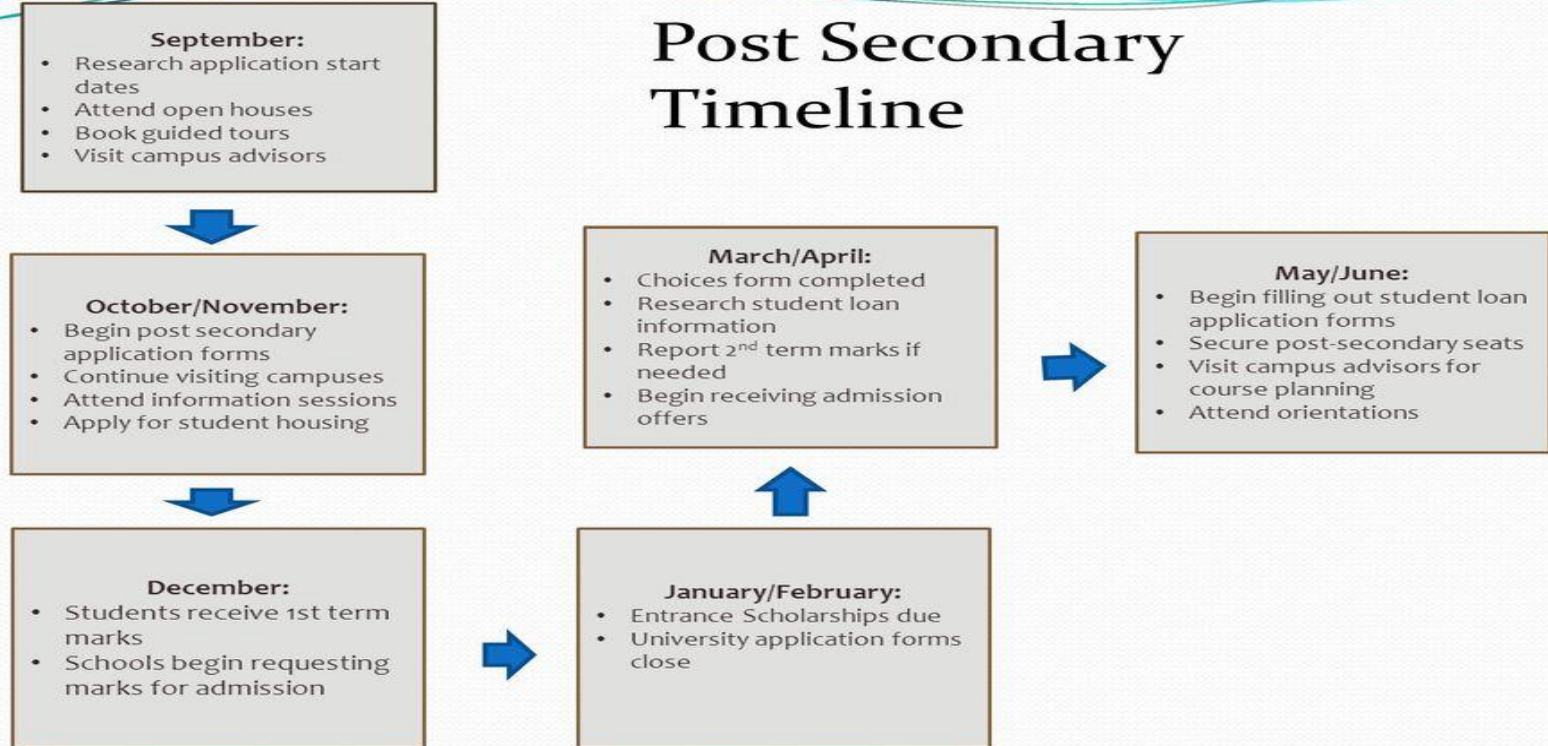 Post Secondary
Timeline
September:
• Research application start
dates
• Attend open houses
• Book guided tours
• Visit campus advisors
October/November:
• Begin post secondary
application forms
• Continue visiting campuses
• Attend information sessions
• Apply for student housing
December:
• Students receive 1st term
marks
• Schools begin requesting
marks for admission
January/February:
• Entrance Scholarships due
• University application forms
close
March/April:
• Choices form completed
• Research student loan
information
• Report 2nd term marks if
needed
• Begin receiving admission
offers
May/June:
• Begin filling out student loan
application forms
• Secure post-secondary seats
• Visit campus advisors for
course planning
• Attend orientations